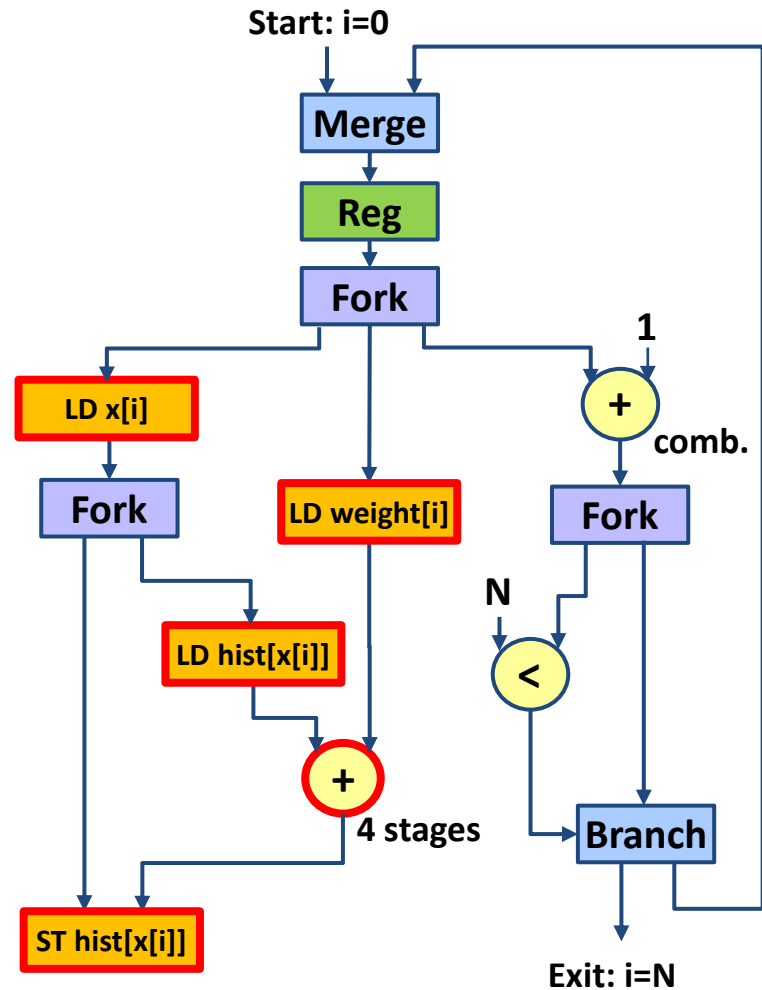 Start: i=0
Merge
Reg
Fork
1
LD x[i]
+
comb.
Fork
LD weight[i]
Fork
N
LD hist[x[i]]
<
+
4 stages
Branch
ST hist[x[i]]
Exit: i=N